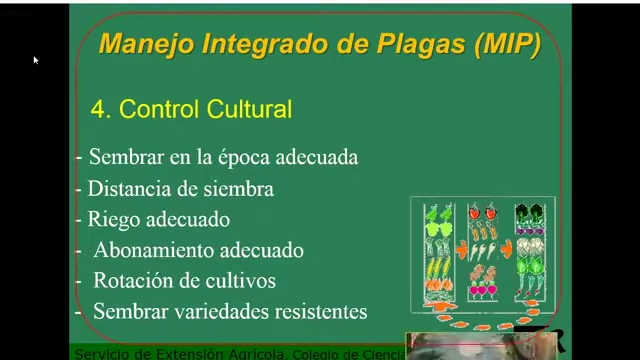 Manejo Integrado de Plagas (MIP)
4. Control Cultural
- Sembrar en la época adecuada
- Distancia de siembra
- Riego adecuado
- Abonamiento adecuado
- Rotación de cultivos
- Sembrar variedades resistentes
Servicio de Extensión Agrícola, Colegio de